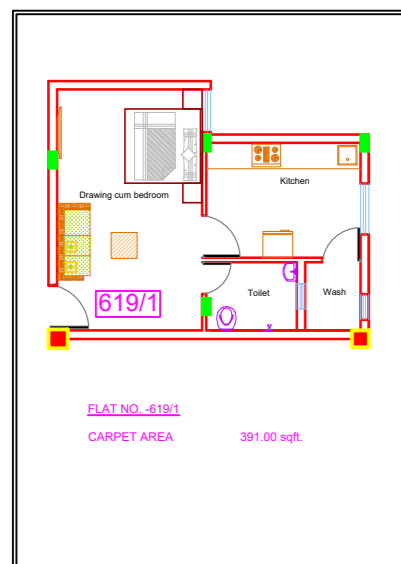 Kitchen
Drawing cum bedroom
Toilet
Wash
619/1
FLAT NO. -619/1
CARPET AREA 391.00 sqft.